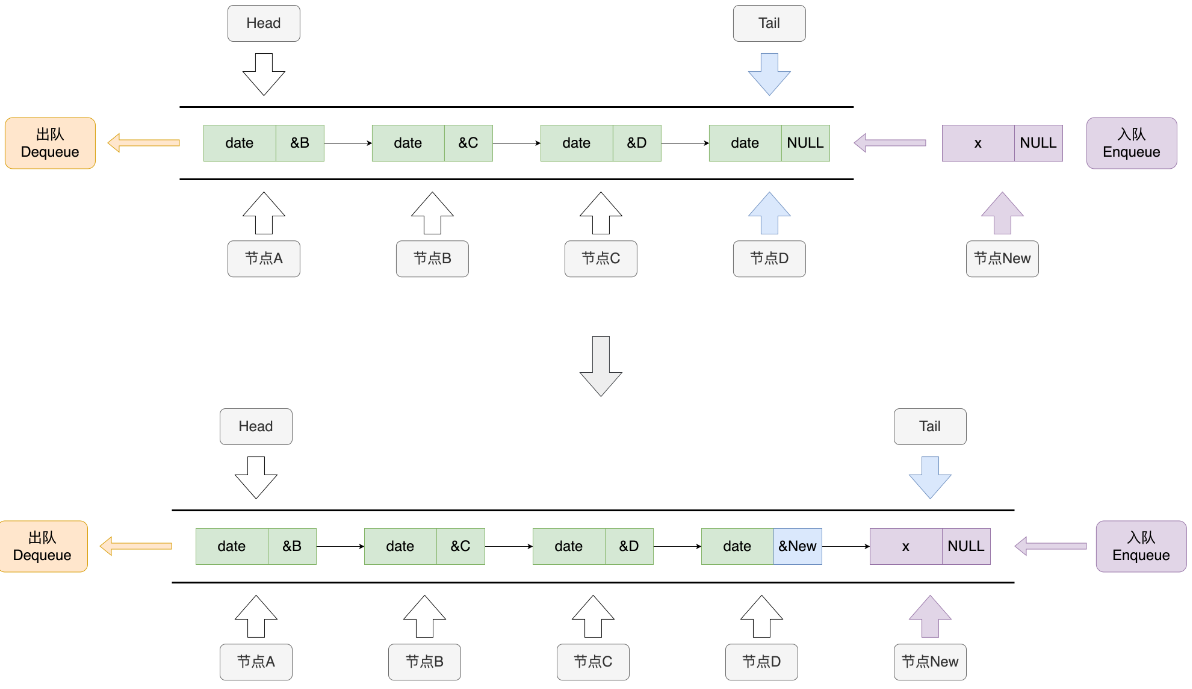 Head
Tail
出队
Dequeue
date &B
date &C
date &D
date NULL
x NULL
入队
Enqueue
节点A
节点B
节点C
节点D
节点New
Head
Tail
出队
Dequeue
date &B
date &C
date &D
date &New
x NULL
入队
Enqueue
节点A
节点B
节点C
节点D
节点New